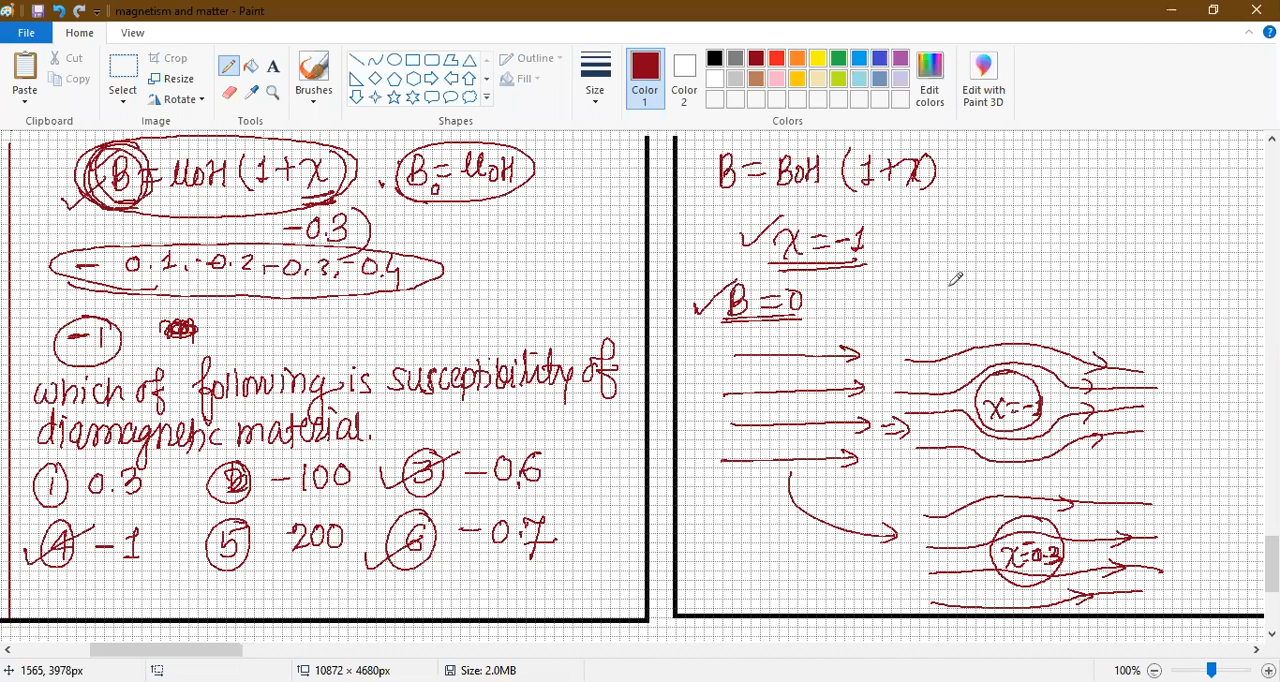 magnetism and matter - Paint
File Home View
Paste Cut Copy Select Crop Resize Rotate Brushes Outline Fill Size Color 1 Color 2 Edit colors Edit with Paint 3D
Clipboard Image Tools Shapes Colors
B = μ0H (1 + χ) . B0 = μ0H
-0.3
- 0.1, -0.2, -0.3, -0.4
-1
which of following is susceptibility of
diamagnetic material.
1 0.3 -100 3 -0.6
4 -1 5 200 6 -0.7
B = B0H (1+χ)
χ = -1
B = 0
χ = -1
χ = 0.3
1565, 3978px 10872 × 4680px Size: 2.0MB 100%